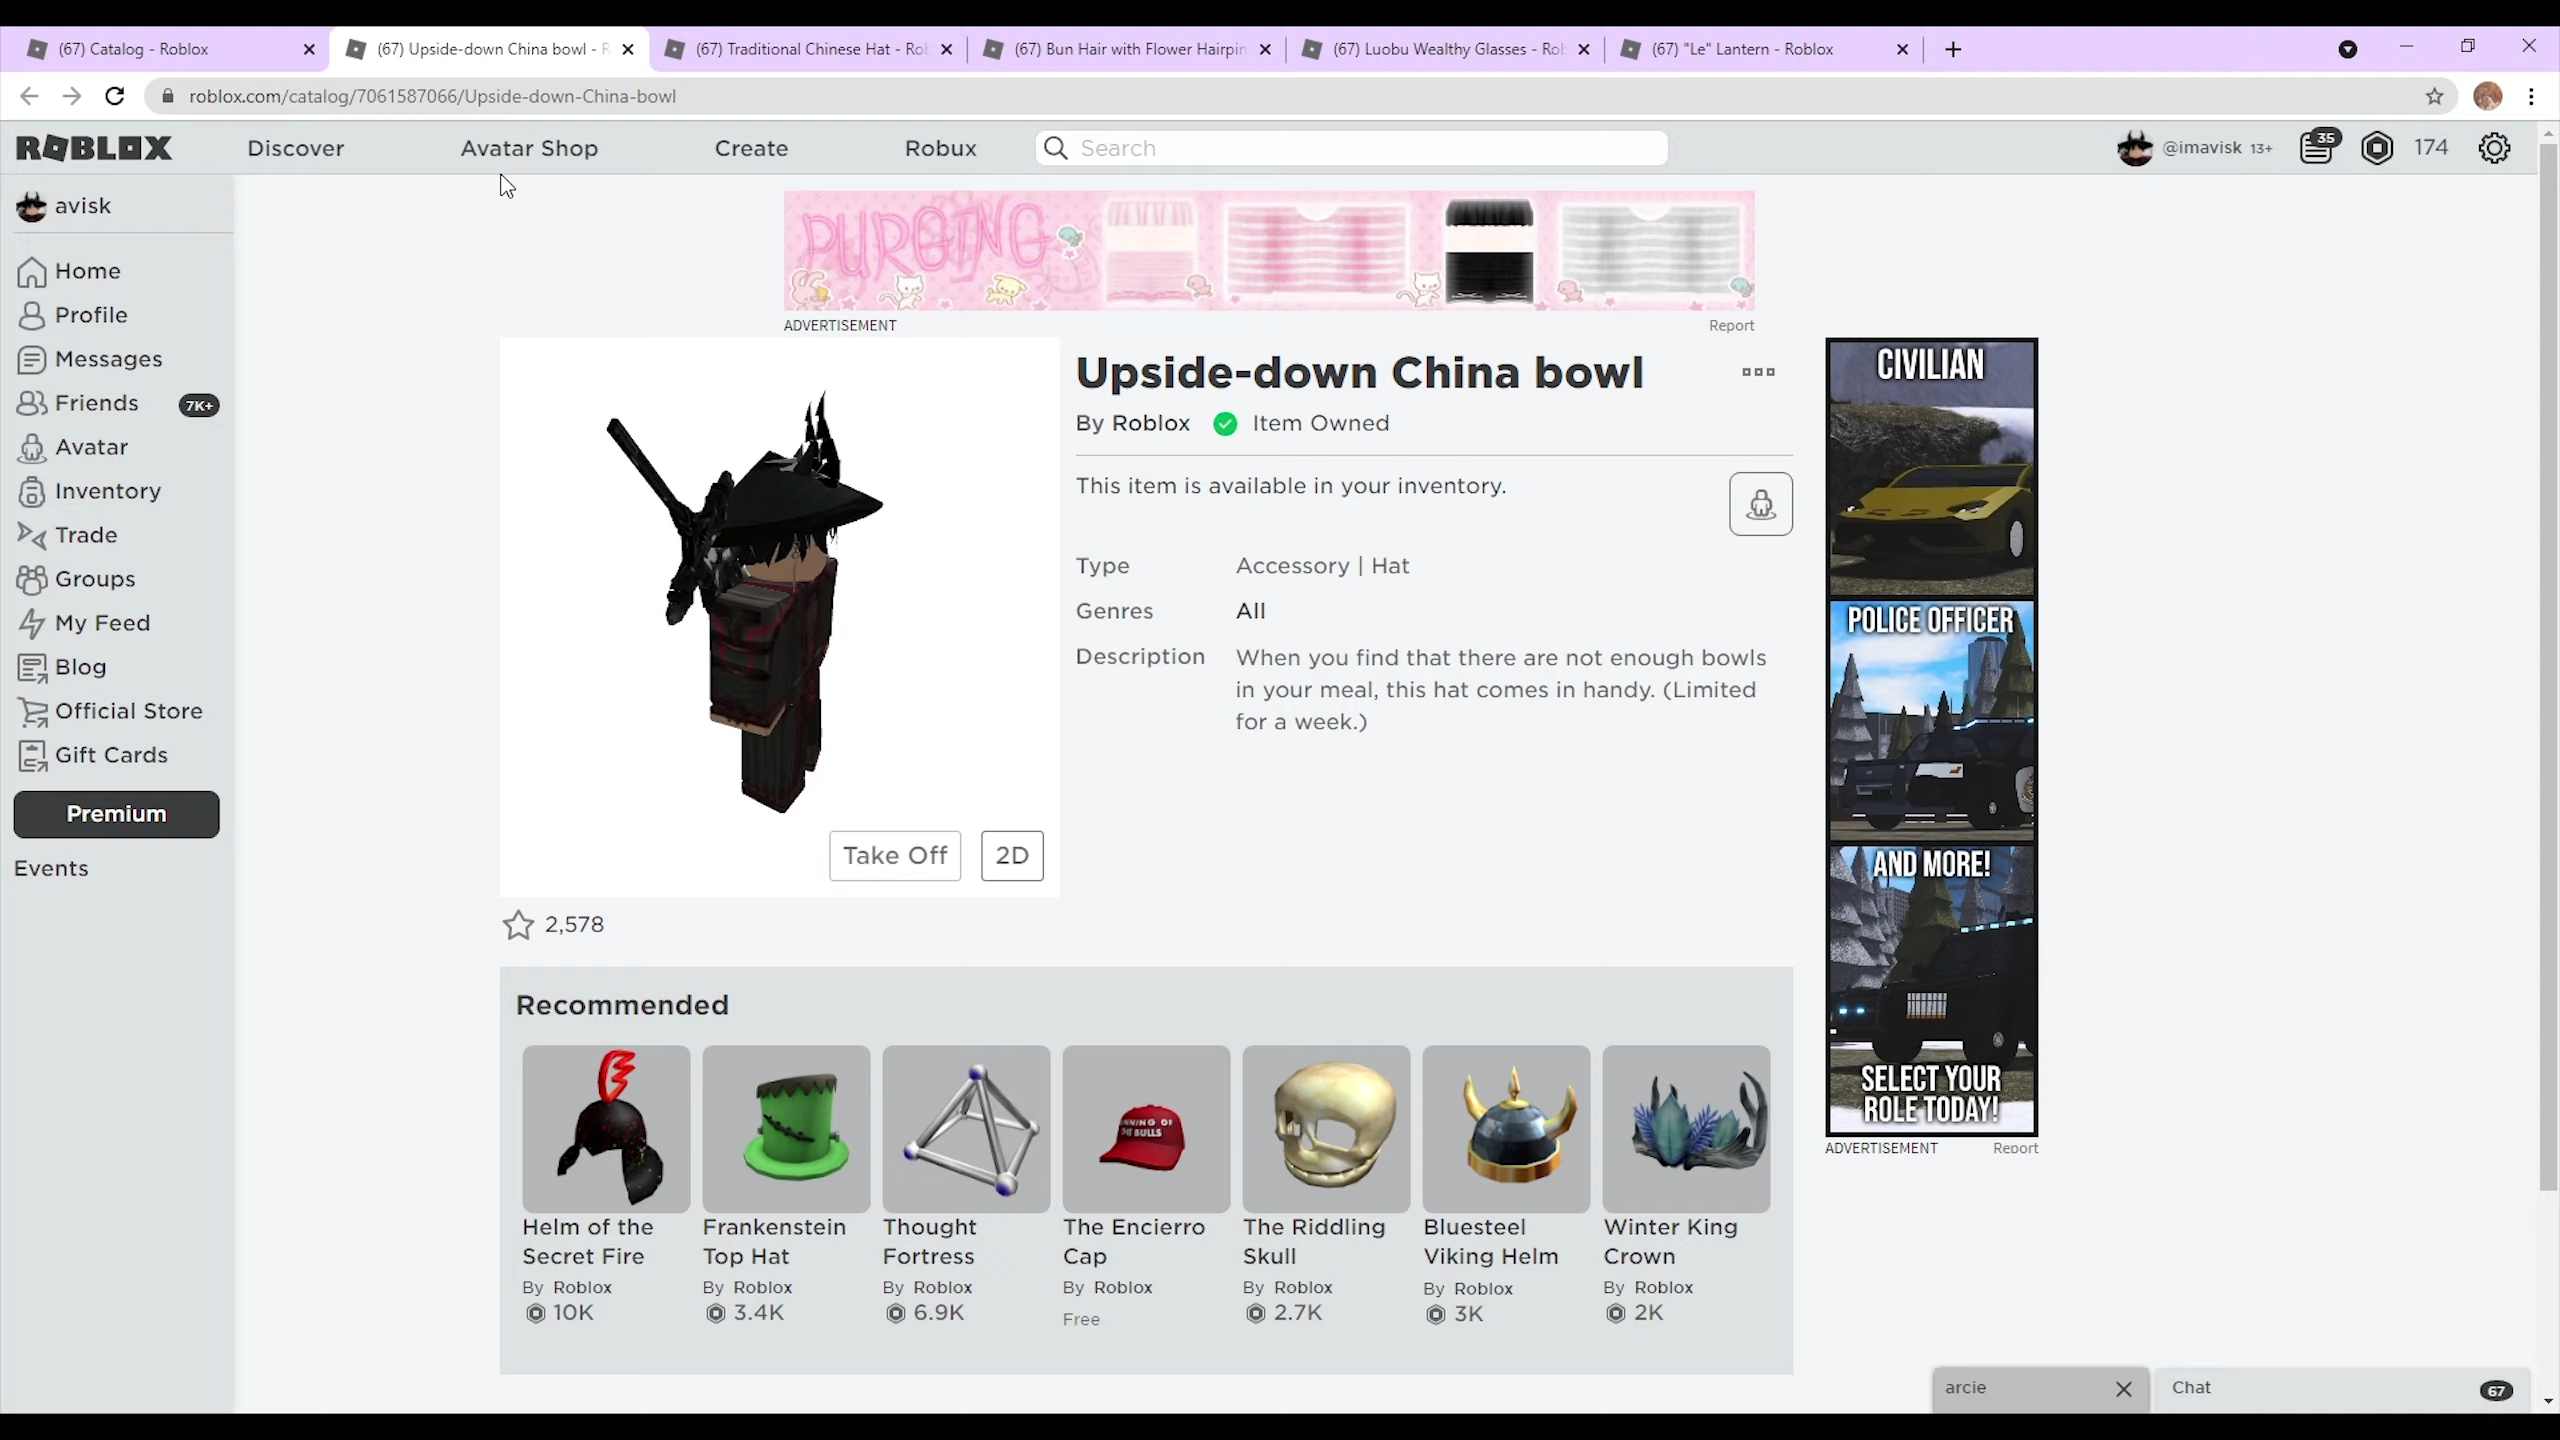 (67) Catalog - Roblox
(67) Upside-down China bowl - R
(67) Traditional Chinese Hat - Rob
(67) Bun Hair with Flower Hairpin
(67) Luobu Wealthy Glasses - Rob
(67) "Le" Lantern - Roblox
roblox.com/catalog/7061587066/Upside-down-China-bowl
ROBLOX
Discover
Avatar Shop
Create
Robux
Search
@imavisk 13+
35
174
avisk
Home
Profile
Messages
Friends 7K+
Avatar
Inventory
Trade
Groups
My Feed
Blog
Official Store
Gift Cards
Premium
Events
PURGING
ADVERTISEMENT
Report
Upside-down China bowl
By Roblox Item Owned
This item is available in your inventory.
Type Accessory | Hat
Genres All
Description When you find that there are not enough bowls
in your meal, this hat comes in handy. (Limited
for a week.)
Take Off
2D
2,578
CIVILIAN
POLICE OFFICER
AND MORE!
SELECT YOUR
ROLE TODAY!
ADVERTISEMENT
Report
Recommended
NNING OF
THE BULLS
Helm of the
Secret Fire
By Roblox
10K
Frankenstein
Top Hat
By Roblox
3.4K
Thought
Fortress
By Roblox
6.9K
The Encierro
Cap
By Roblox
Free
The Riddling
Skull
By Roblox
2.7K
Bluesteel
Viking Helm
By Roblox
3K
Winter King
Crown
By Roblox
2K
arcie
Chat
67